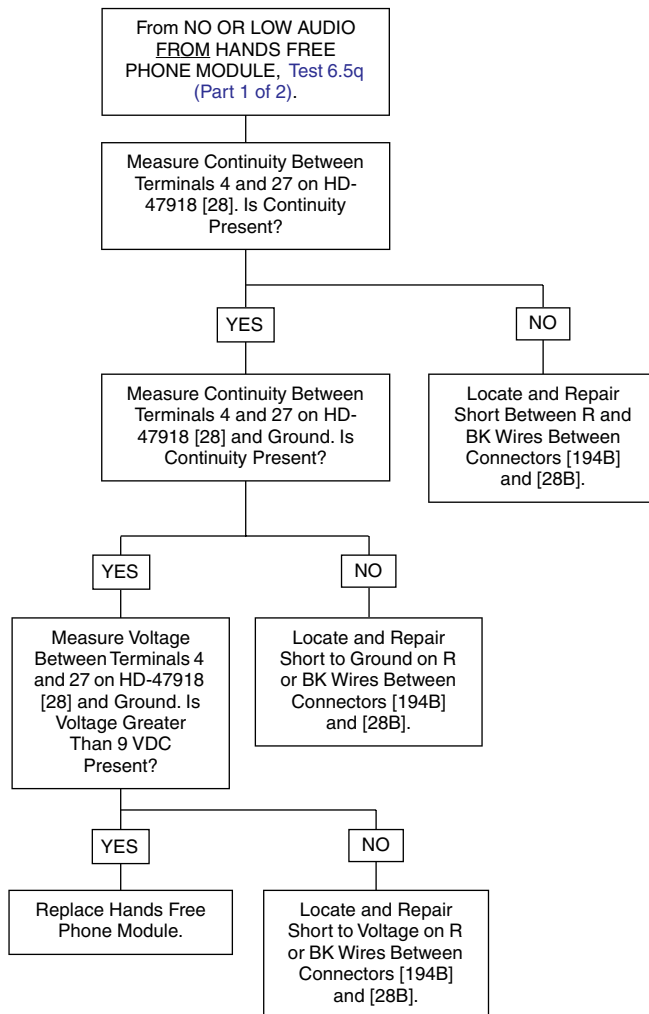 From NO OR LOW AUDIO
FROM HANDS FREE
PHONE MODULE, Test 6.5q
(Part 1 of 2).
Measure Continuity Between
Terminals 4 and 27 on HD-
47918 [28]. Is Continuity
Present?
YES
NO
Measure Continuity Between
Terminals 4 and 27 on HD-
47918 [28] and Ground. Is
Continuity Present?
Locate and Repair
Short Between R and
BK Wires Between
Connectors [194B]
and [28B].
YES
NO
Measure Voltage
Between Terminals 4
and 27 on HD-47918
[28] and Ground. Is
Voltage Greater
Than 9 VDC
Present?
Locate and Repair
Short to Ground on R
or BK Wires Between
Connectors [194B]
and [28B].
YES
NO
Replace Hands Free
Phone Module.
Locate and Repair
Short to Voltage on R
or BK Wires Between
Connectors [194B]
and [28B].